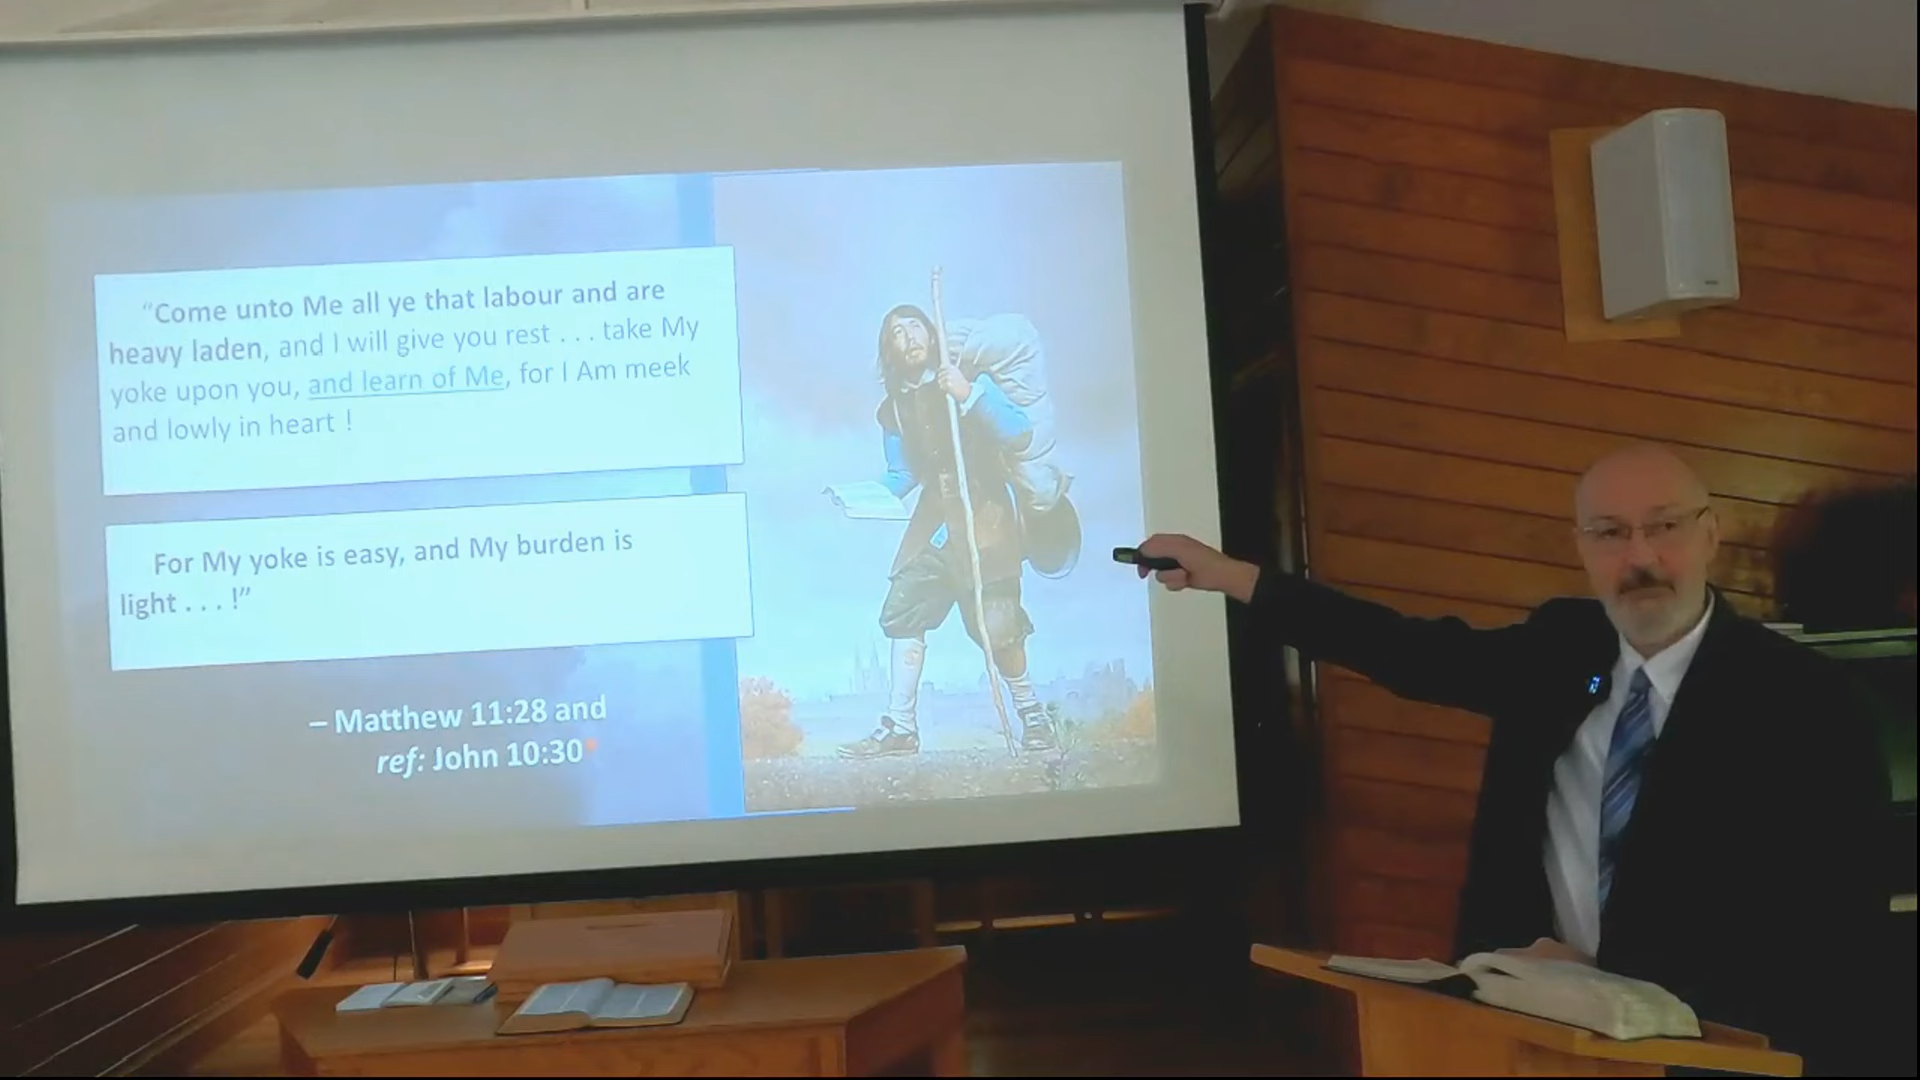 “Come unto Me all ye that labour and are
heavy laden, and I will give you rest . . . take My
yoke upon you, and learn of Me, for I Am meek
and lowly in heart !
For My yoke is easy, and My burden is
light . . . !”
– Matthew 11:28 and
ref: John 10:30*